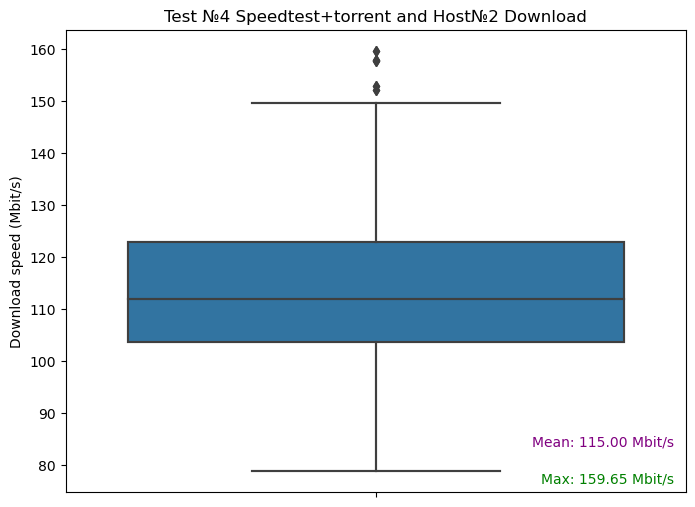 Test №4 Speedtest+torrent and Host№2 Download
160
150
140
130
120
110
100
90
80
Download speed (Mbit/s)
Mean: 115.00 Mbit/s
Max: 159.65 Mbit/s